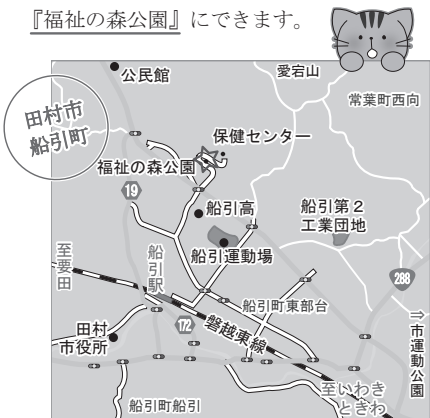 『福祉の森公園』にできます。
公民館
愛宕山
常葉町西向
田村市
船引町
保健センター
福祉の森公園
19
船引高
船引第2
工業団地
船引運動場
至要田
船引駅
288
船引町東部台
⇒市運動公園
172
磐越東線
田村
市役所
至いわき
ときわ
船引町船引